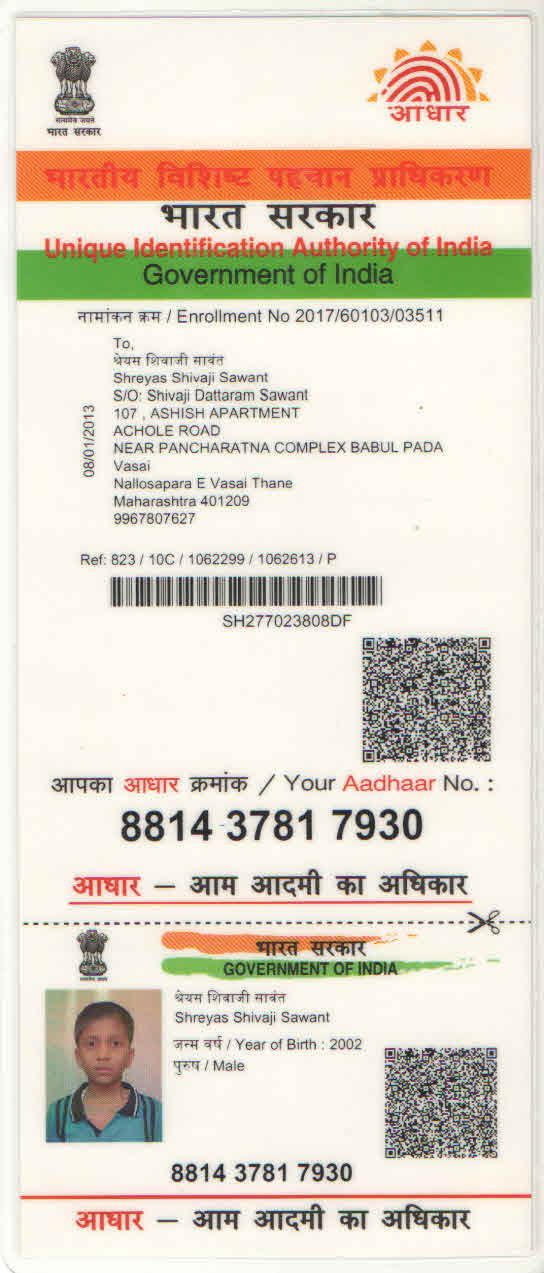 सत्यमेव जयते
भारत सरकार
आधार
भारतीय विशिष्ट पहचान प्राधिकरण
भारत सरकार
Unique Identification Authority of India
Government of India
नामांकन क्रम / Enrollment No 2017/60103/03511
08/01/2013
To,
श्रेयस शिवाजी सावंत
Shreyas Shivaji Sawant
S/O: Shivaji Dattaram Sawant
107 , ASHISH APARTMENT
ACHOLE ROAD
NEAR PANCHARATNA COMPLEX BABUL PADA
Vasai
Nallosapara E Vasai Thane
Maharashtra 401209
9967807627
Ref: 823 / 10C / 1062299 / 1062613 / P
SH277023808DF
आपका आधार क्रमांक / Your Aadhaar No. :
8814 3781 7930
आधार – आम आदमी का अधिकार
भारत सरकार
GOVERNMENT OF INDIA
श्रेयस शिवाजी सावंत
Shreyas Shivaji Sawant
जन्म वर्ष / Year of Birth : 2002
पुरुष / Male
8814 3781 7930
आधार – आम आदमी का अधिकार